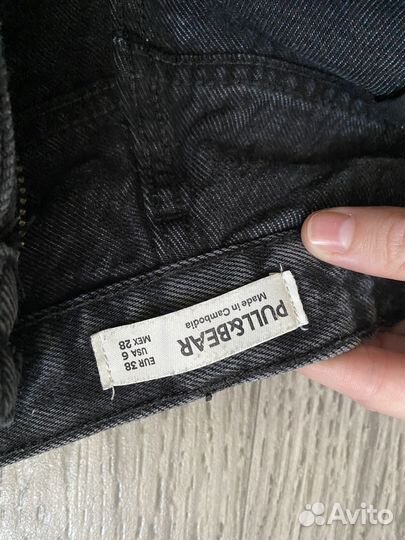 PULL&BEAR
Made in Cambodia
EUR 38
USA 6
MEX 28
Avito